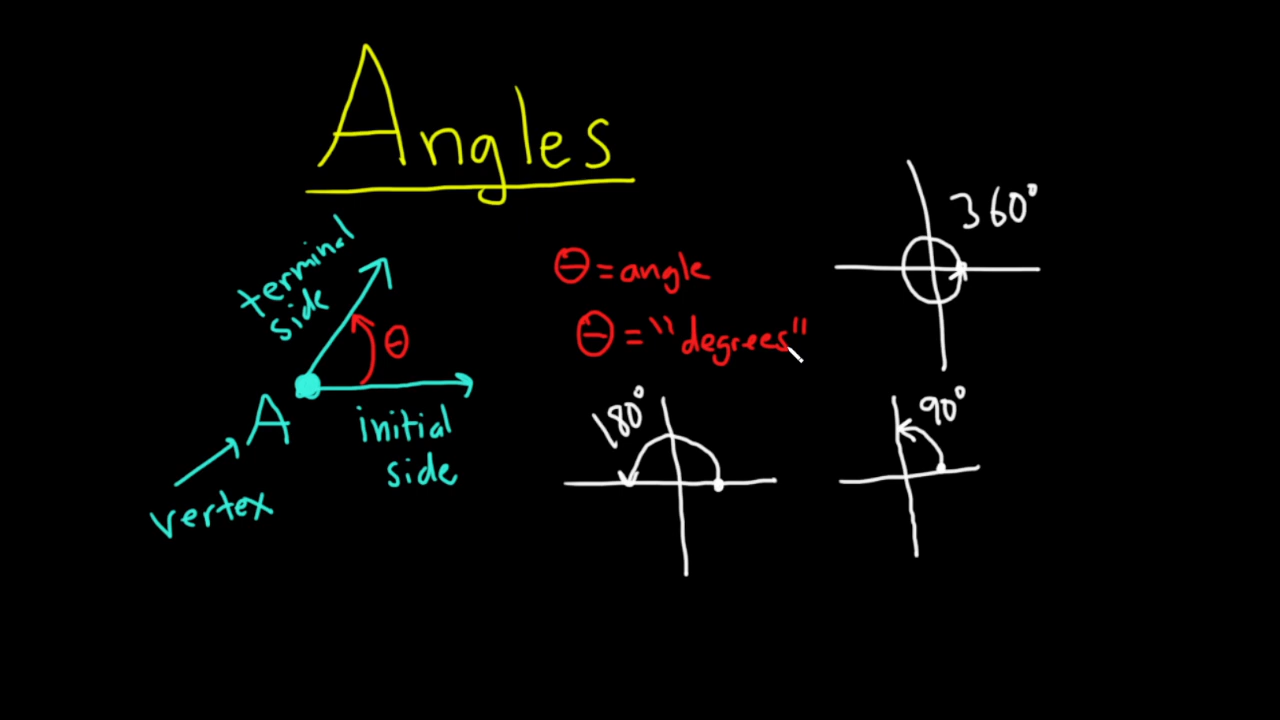 Angles
terminal
side
θ
A
initial
side
vertex
θ = angle
θ = "degrees"
360°
180°
90°